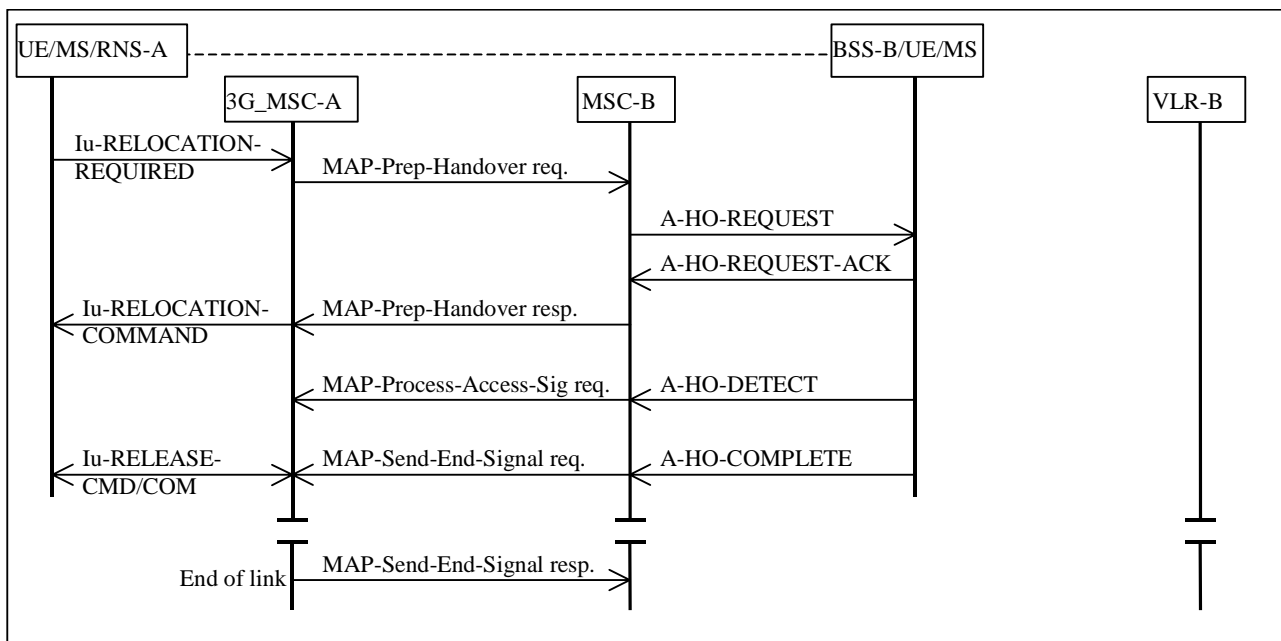 UE/MS/RNS-A
BSS-B/UE/MS
3G_MSC-A
MSC-B
VLR-B
Iu-RELOCATION-
REQUIRED
MAP-Prep-Handover req.
A-HO-REQUEST
A-HO-REQUEST-ACK
Iu-RELOCATION-
COMMAND
MAP-Prep-Handover resp.
MAP-Process-Access-Sig req.
A-HO-DETECT
Iu-RELEASE-
CMD/COM
MAP-Send-End-Signal req.
A-HO-COMPLETE
End of link
MAP-Send-End-Signal resp.